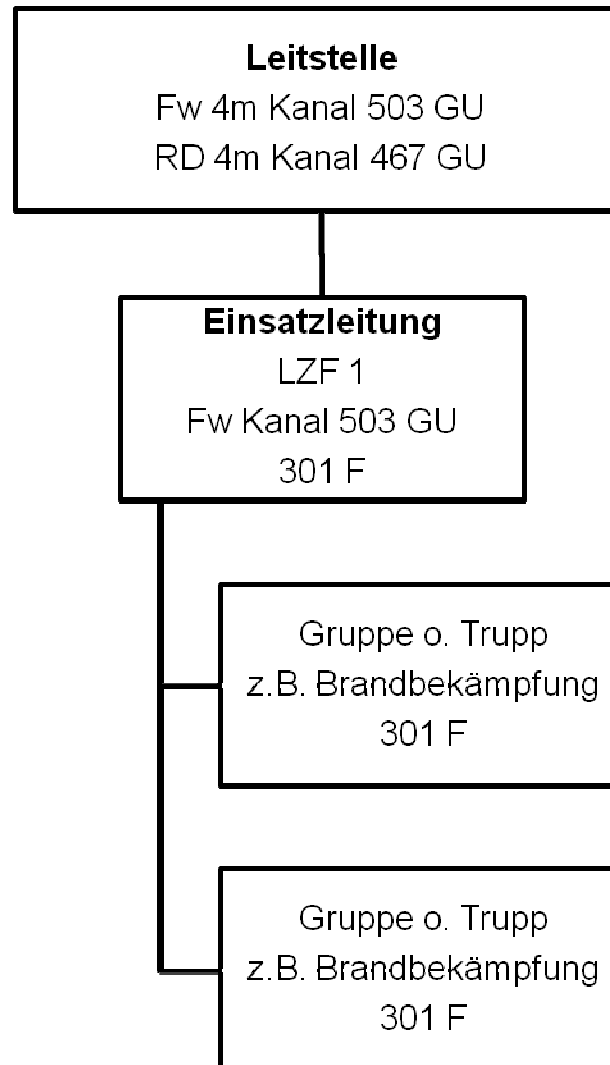 Leitstelle
Fw 4m Kanal 503 GU
RD 4m Kanal 467 GU
Einsatzleitung
LZF 1
Fw Kanal 503 GU
301 F
Gruppe o. Trupp
z.B. Brandbekämpfung
301 F
Gruppe o. Trupp
z.B. Brandbekämpfung
301 F